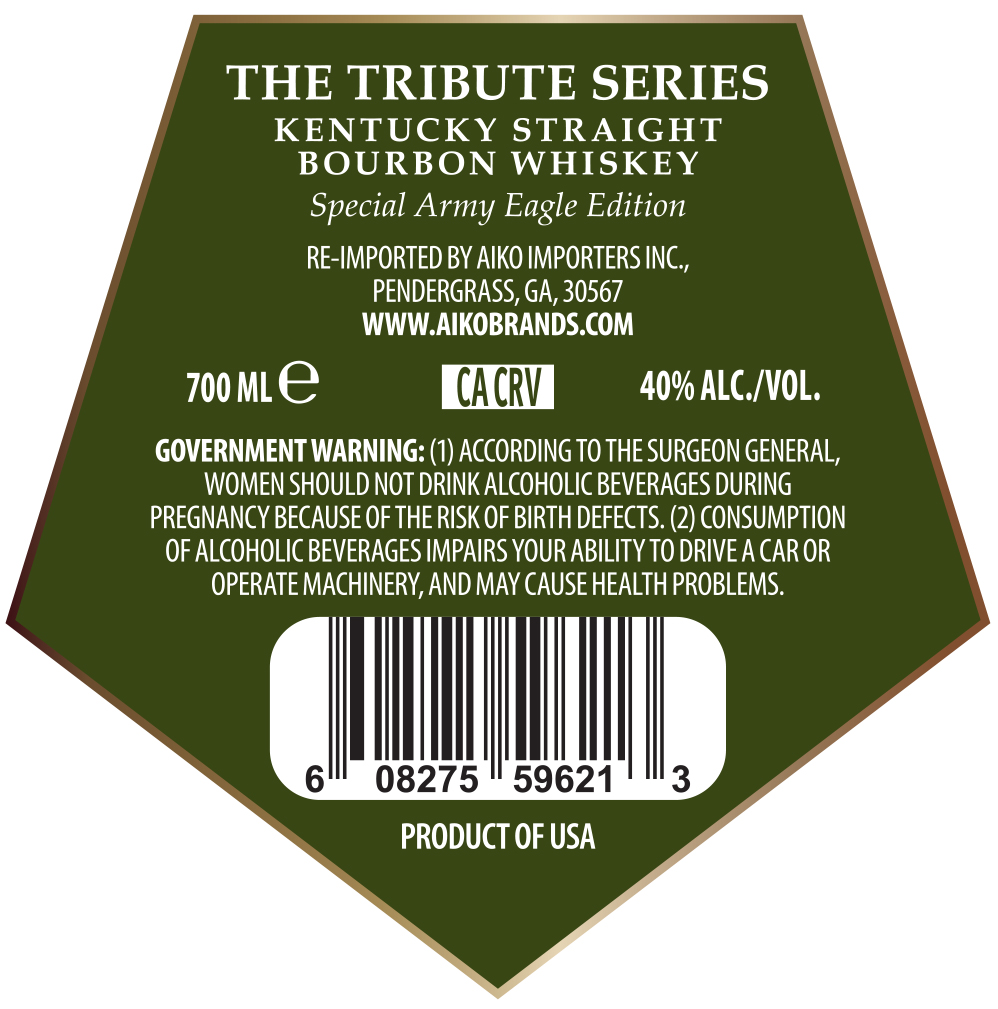 THE TRIBUTE SERIES
KENTUCKY STRAIGHT
BOURBON WHISKEY
Special Army Eagle Edition
RE-IMPORTED BY AIKO IMPORTERS INC.,
PENDERGRASS, GA, 30567
WWW.AIKOBRANDS.COM
700 ML ℮ CA CRV 40% ALC./VOL.
GOVERNMENT WARNING: (1) ACCORDING TO THE SURGEON GENERAL,
WOMEN SHOULD NOT DRINK ALCOHOLIC BEVERAGES DURING
PREGNANCY BECAUSE OF THE RISK OF BIRTH DEFECTS. (2) CONSUMPTION
OF ALCOHOLIC BEVERAGES IMPAIRS YOUR ABILITY TO DRIVE A CAR OR
OPERATE MACHINERY, AND MAY CAUSE HEALTH PROBLEMS.
6 08275 59621 3
PRODUCT OF USA